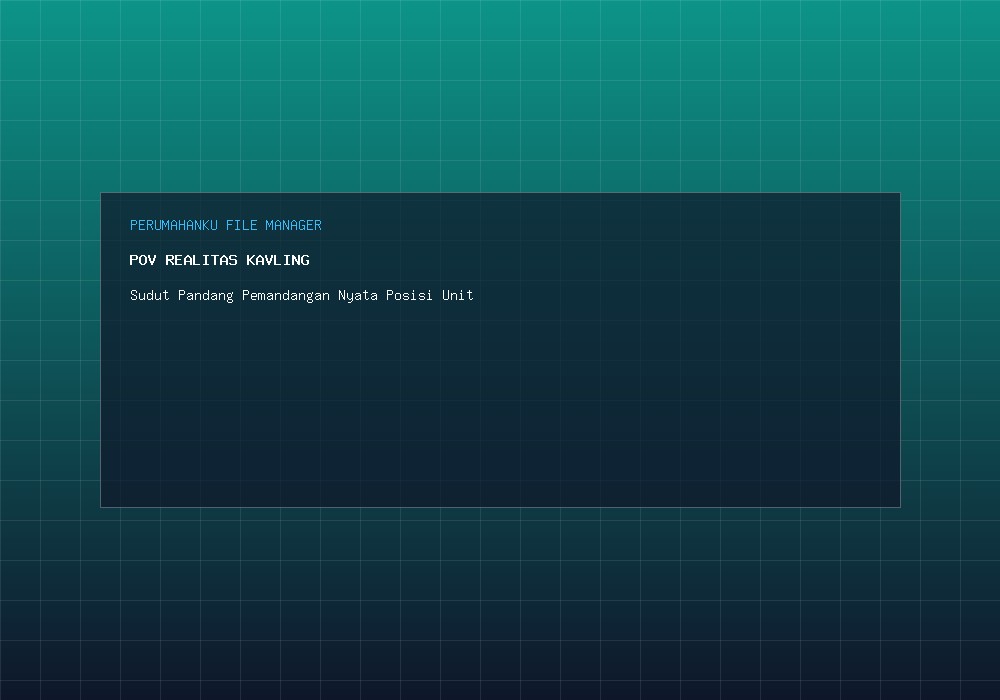 PERUMAHANKU FILE MANAGER
POV REALITAS KAVLING
Sudut Pandang Pemandangan Nyata Posisi Unit